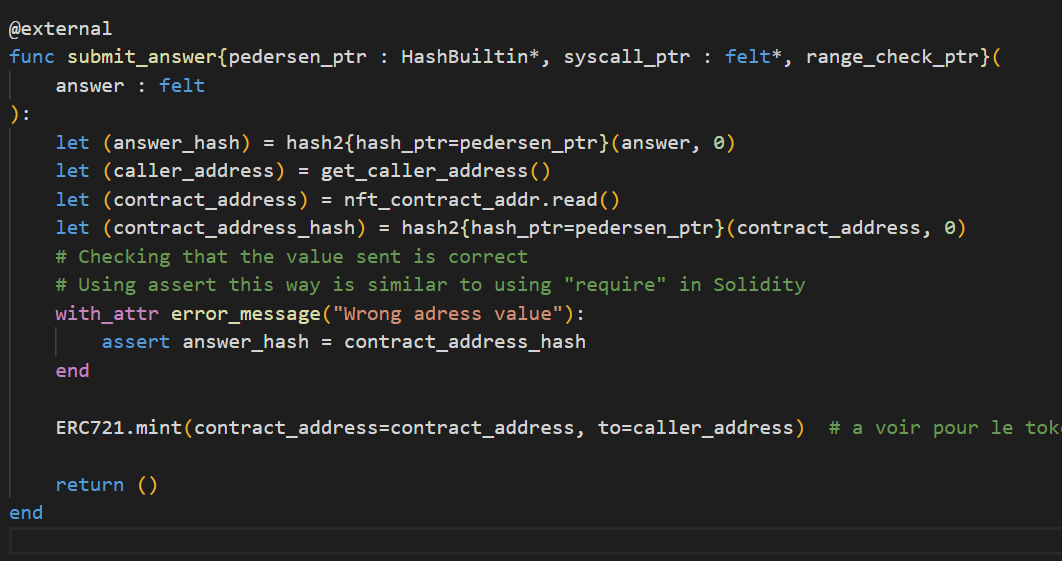 @external
func submit_answer{pedersen_ptr : HashBuiltin*, syscall_ptr : felt*, range_check_ptr}(
    answer : felt
):
    let (answer_hash) = hash2{hash_ptr=pedersen_ptr}(answer, 0)
    let (caller_address) = get_caller_address()
    let (contract_address) = nft_contract_addr.read()
    let (contract_address_hash) = hash2{hash_ptr=pedersen_ptr}(contract_address, 0)
    # Checking that the value sent is correct
    # Using assert this way is similar to using "require" in Solidity
    with_attr error_message("Wrong adress value"):
        assert answer_hash = contract_address_hash
    end
    ERC721.mint(contract_address=contract_address, to=caller_address)  # a voir pour le
    return ()
end